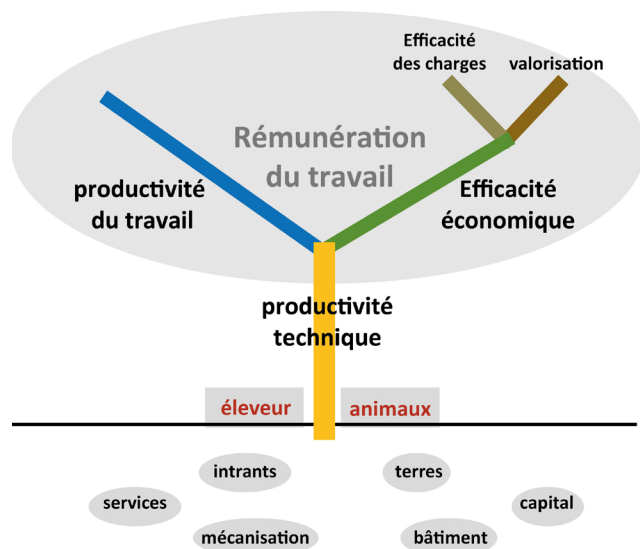 Efficacité
des charges
valorisation
Rémunération
du travail
productivité
du travail
Efficacité
économique
productivité
technique
éleveur
animaux
intrants
terres
services
capital
mécanisation
bâtiment